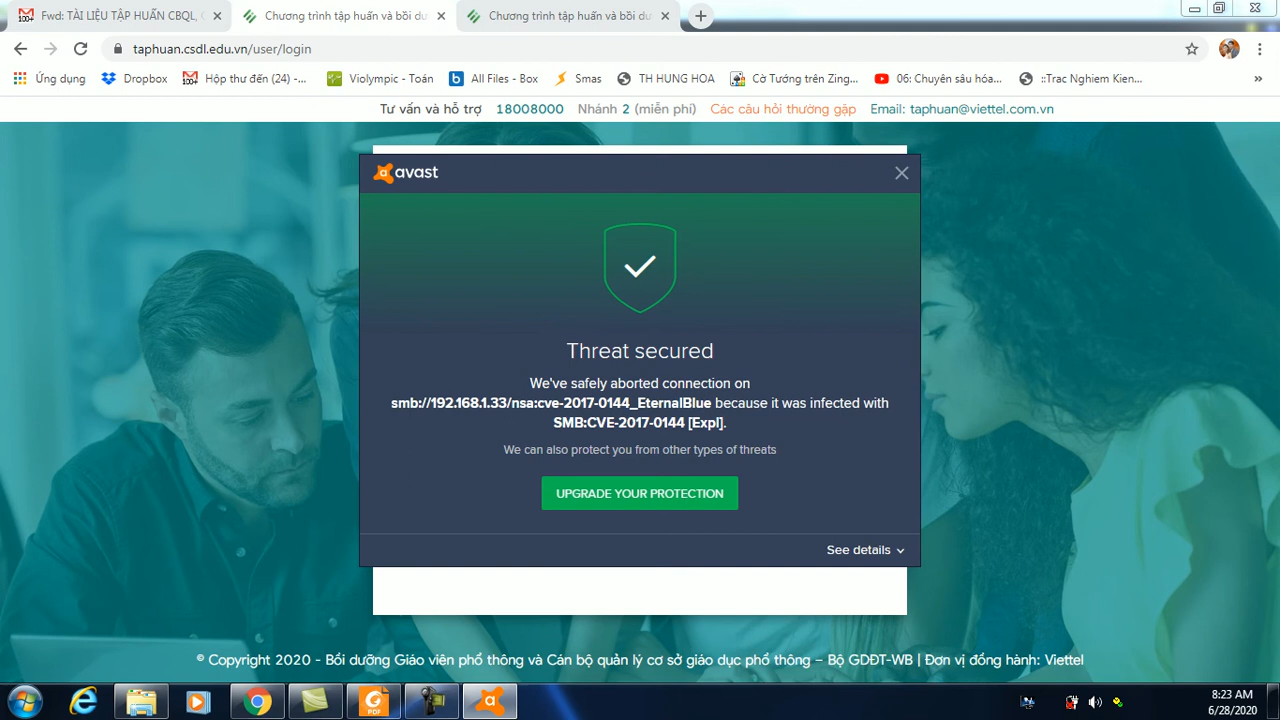 Fwd: TÀI LIỆU TẬP HUẤN CBQL,
Chương trình tập huấn và bồi dư
Chương trình tập huấn và bồi dư
taphuan.csdl.edu.vn/user/login
Ứng dụng
Dropbox
Hộp thư đến (24) -...
Violympic - Toán
All Files - Box
Smas
TH HUNG HOA
Cờ Tướng trên Zing...
06: Chuyên sâu hóa...
::Trac Nghiem Kien...
»
Tư vấn và hỗ trợ 18008000 Nhánh 2 (miễn phí) Các câu hỏi thường gặp Email: taphuan@viettel.com.vn
avast
Threat secured
We've safely aborted connection on
smb://192.168.1.33/nsa:cve-2017-0144_EternalBlue because it was infected with
SMB:CVE-2017-0144 [Expl].
We can also protect you from other types of threats
UPGRADE YOUR PROTECTION
See details
© Copyright 2020 - Bồi dưỡng Giáo viên phổ thông và Cán bộ quản lý cơ sở giáo dục phổ thông – Bộ GDĐT-WB | Đơn vị đồng hành: Viettel
PDF
8:23 AM
6/28/2020